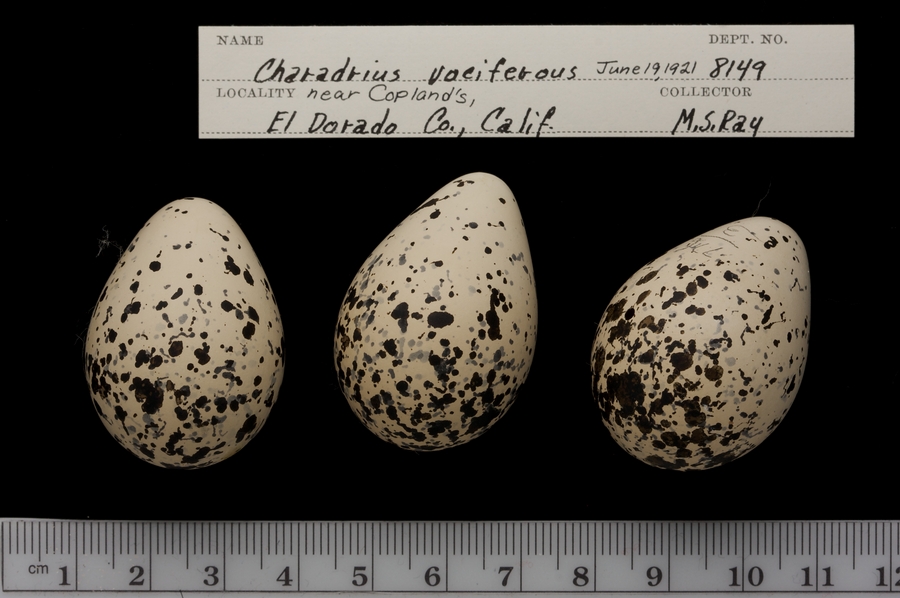 NAME DEPT. NO.
Charadrius vociferous June 19, 1921 8149
LOCALITY near Copland's, COLLECTOR
El Dorado Co., Calif. M.S.Ray
cm 1 2 3 4 5 6 7 8 9 10 11 12